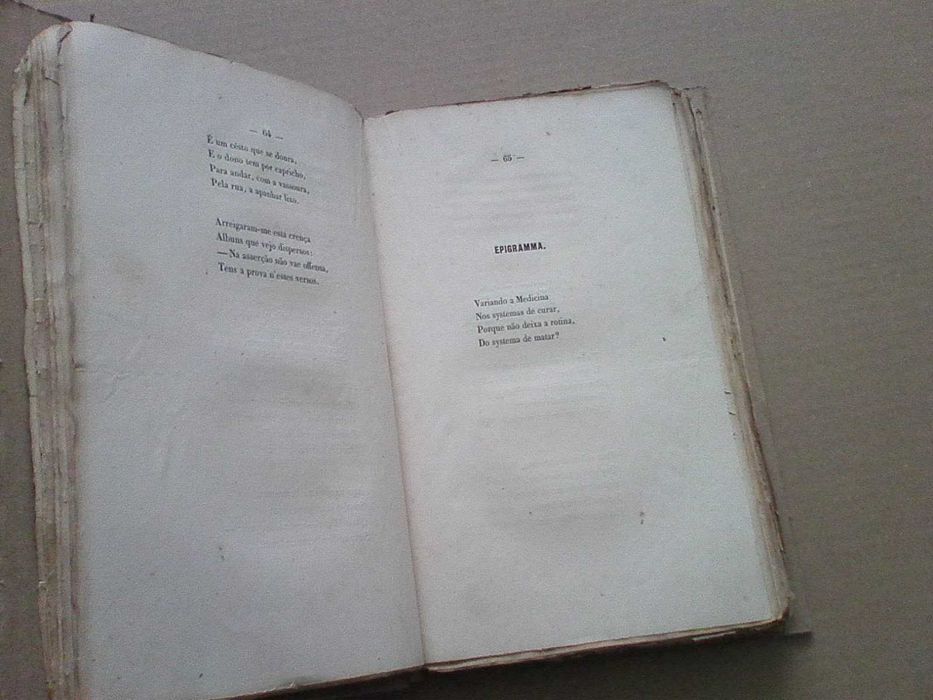 — 64 —
É um cêsto que se doura,
E o dono tem por capricho,
Para andar, com a vassoura,
Pela rua, a apanhar lixo.
Arreigaram-me esta crença
Albuns que vejo dispersos:
— Na asserção não vae offensa,
Tens a prova n'esses versos.
— 65 —
EPIGRAMMA.
Variando a Medicina
Nos systemas de curar,
Porque não deixa a rotina,
Do systema de matar?